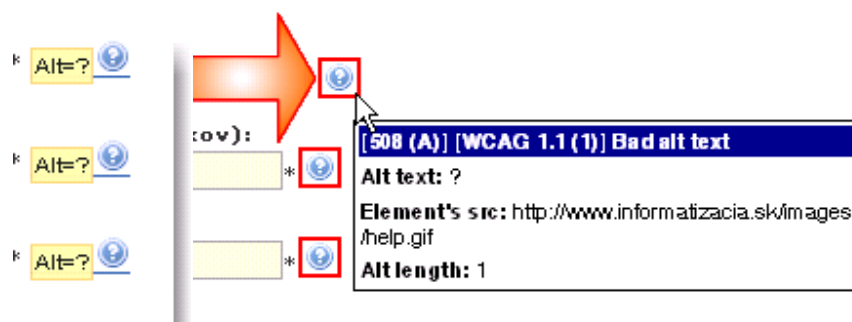 * Alt=? ?
?
xov):
[508 (A)] [WCAG 1.1 (1)] Bad alt text
* Alt=? ?
* ?
Alt text: ?
Element's src: http://www.informatizacia.sk/images
/help.gif
* Alt=? ?
* ?
Alt length: 1